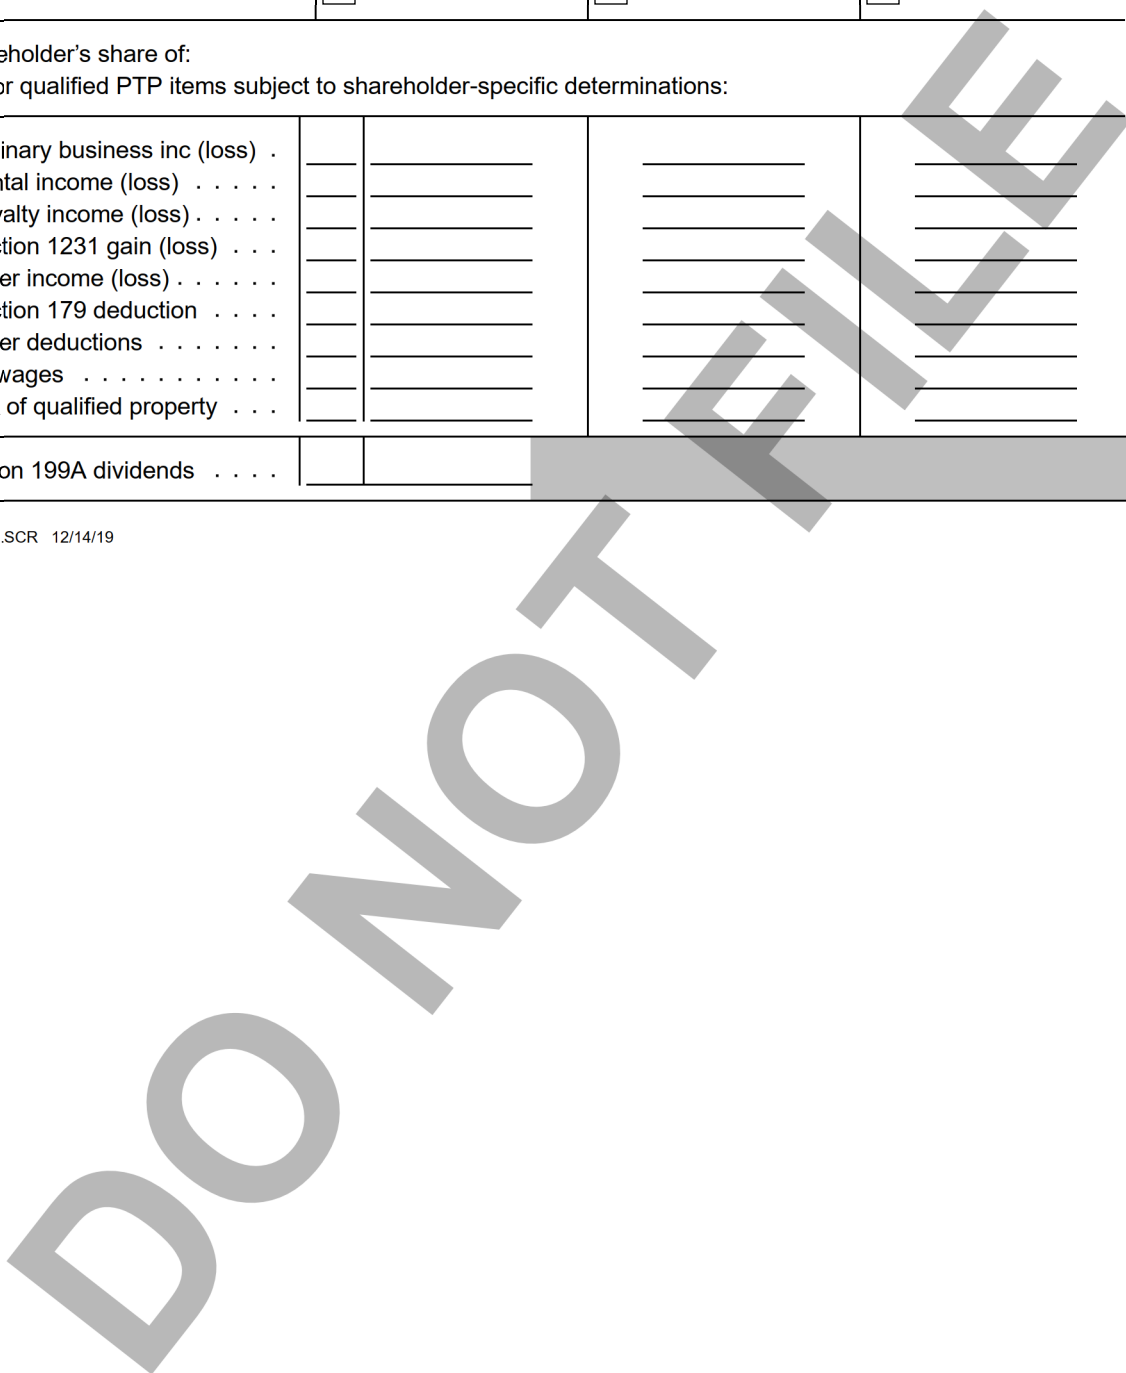 eholder's share of:
or qualified PTP items subject to shareholder-specific determinations:
inary business inc (loss) .
ntal income (loss) . . . . .
yalty income (loss) . . . . .
ction 1231 gain (loss) . . .
er income (loss) . . . . . .
ction 179 deduction . . . .
er deductions . . . . . . .
wages . . . . . . . . . . .
of qualified property . . .
on 199A dividends . . . .
.SCR 12/14/19
DO NOT FILE